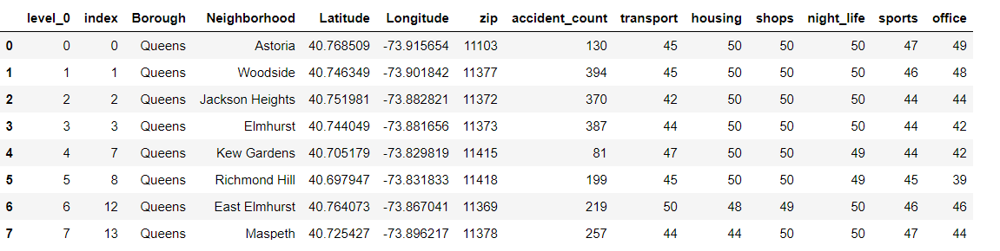 level_0 index Borough Neighborhood Latitude Longitude zip accident_count transport housing shops night_life sports office
0 0 0 Queens Astoria 40.768509 -73.915654 11103 130 45 50 50 50 47 49
1 1 1 Queens Woodside 40.746349 -73.901842 11377 394 45 50 50 50 46 48
2 2 2 Queens Jackson Heights 40.751981 -73.882821 11372 370 42 50 50 50 44 44
3 3 3 Queens Elmhurst 40.744049 -73.881656 11373 387 44 50 50 50 44 42
4 4 7 Queens Kew Gardens 40.705179 -73.829819 11415 81 47 50 50 49 44 42
5 5 8 Queens Richmond Hill 40.697947 -73.831833 11418 199 45 50 50 49 45 39
6 6 12 Queens East Elmhurst 40.764073 -73.867041 11369 219 50 48 49 50 46 46
7 7 13 Queens Maspeth 40.725427 -73.896217 11378 257 44 44 50 50 47 44